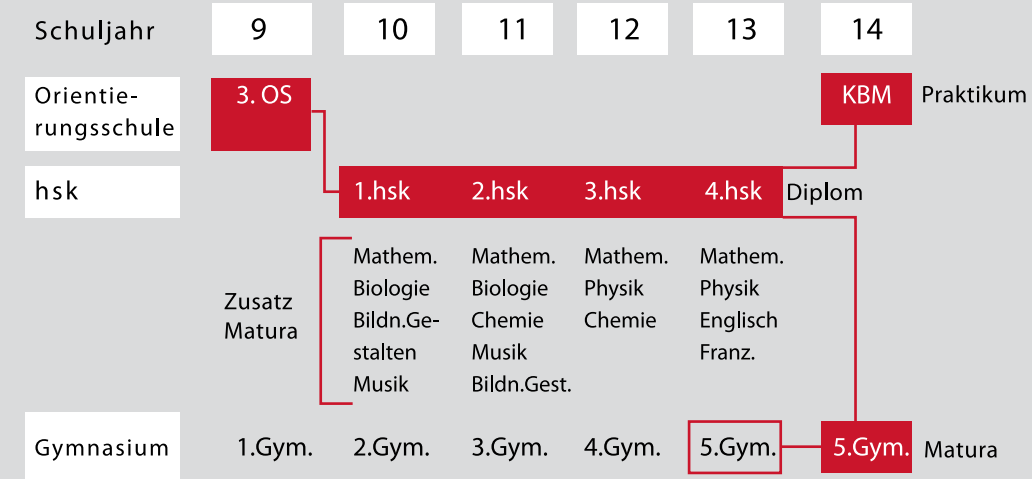 Schuljahr 9 10 11 12 13 14
Orientie-
rungsschule
3. OS KBM Praktikum
hsk 1.hsk 2.hsk 3.hsk 4.hsk Diplom
Zusatz
Matura
Mathem.
Biologie
Bildn.Ge-
stalten
Musik
Mathem.
Biologie
Chemie
Musik
Bildn.Gest.
Mathem.
Physik
Chemie
Mathem.
Physik
Englisch
Franz.
Gymnasium 1.Gym. 2.Gym. 3.Gym. 4.Gym. 5.Gym. 5.Gym. Matura